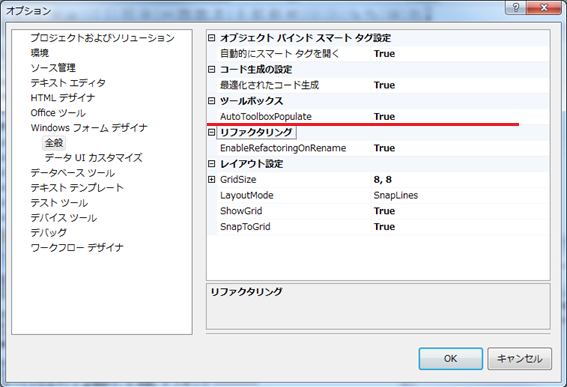 オプション
プロジェクトおよびソリューション
環境
ソース管理
テキスト エディタ
HTML デザイナ
Office ツール
Windows フォーム デザイナ
全般
データ UI カスタマイズ
データベース ツール
テキスト テンプレート
テスト ツール
デバイス ツール
デバッグ
ワークフロー デザイナ
オブジェクト バインド スマート タグ設定
自動的にスマート タグを開く True
コード生成の設定
最適化されたコード生成 True
ツールボックス
AutoToolboxPopulate True
リファクタリング
EnableRefactoringOnRename True
レイアウト設定
GridSize 8, 8
LayoutMode SnapLines
ShowGrid True
SnapToGrid True
リファクタリング
OK キャンセル